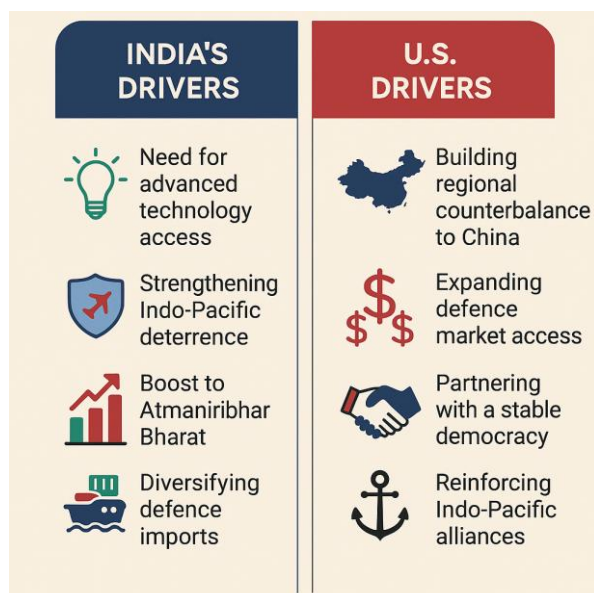 INDIA'S
DRIVERS
Need for
advanced
technology
access
Strengthening
Indo-Pacific
deterrence
Boost to
Atmaniribhar
Bharat
Diversifying
defence
imports
U.S.
DRIVERS
Building
regional
counterbalance
to China
$
$ $
Expanding
defence
market access
Partnering
with a stable
democracy
Reinforcing
Indo-Pacific
alliances